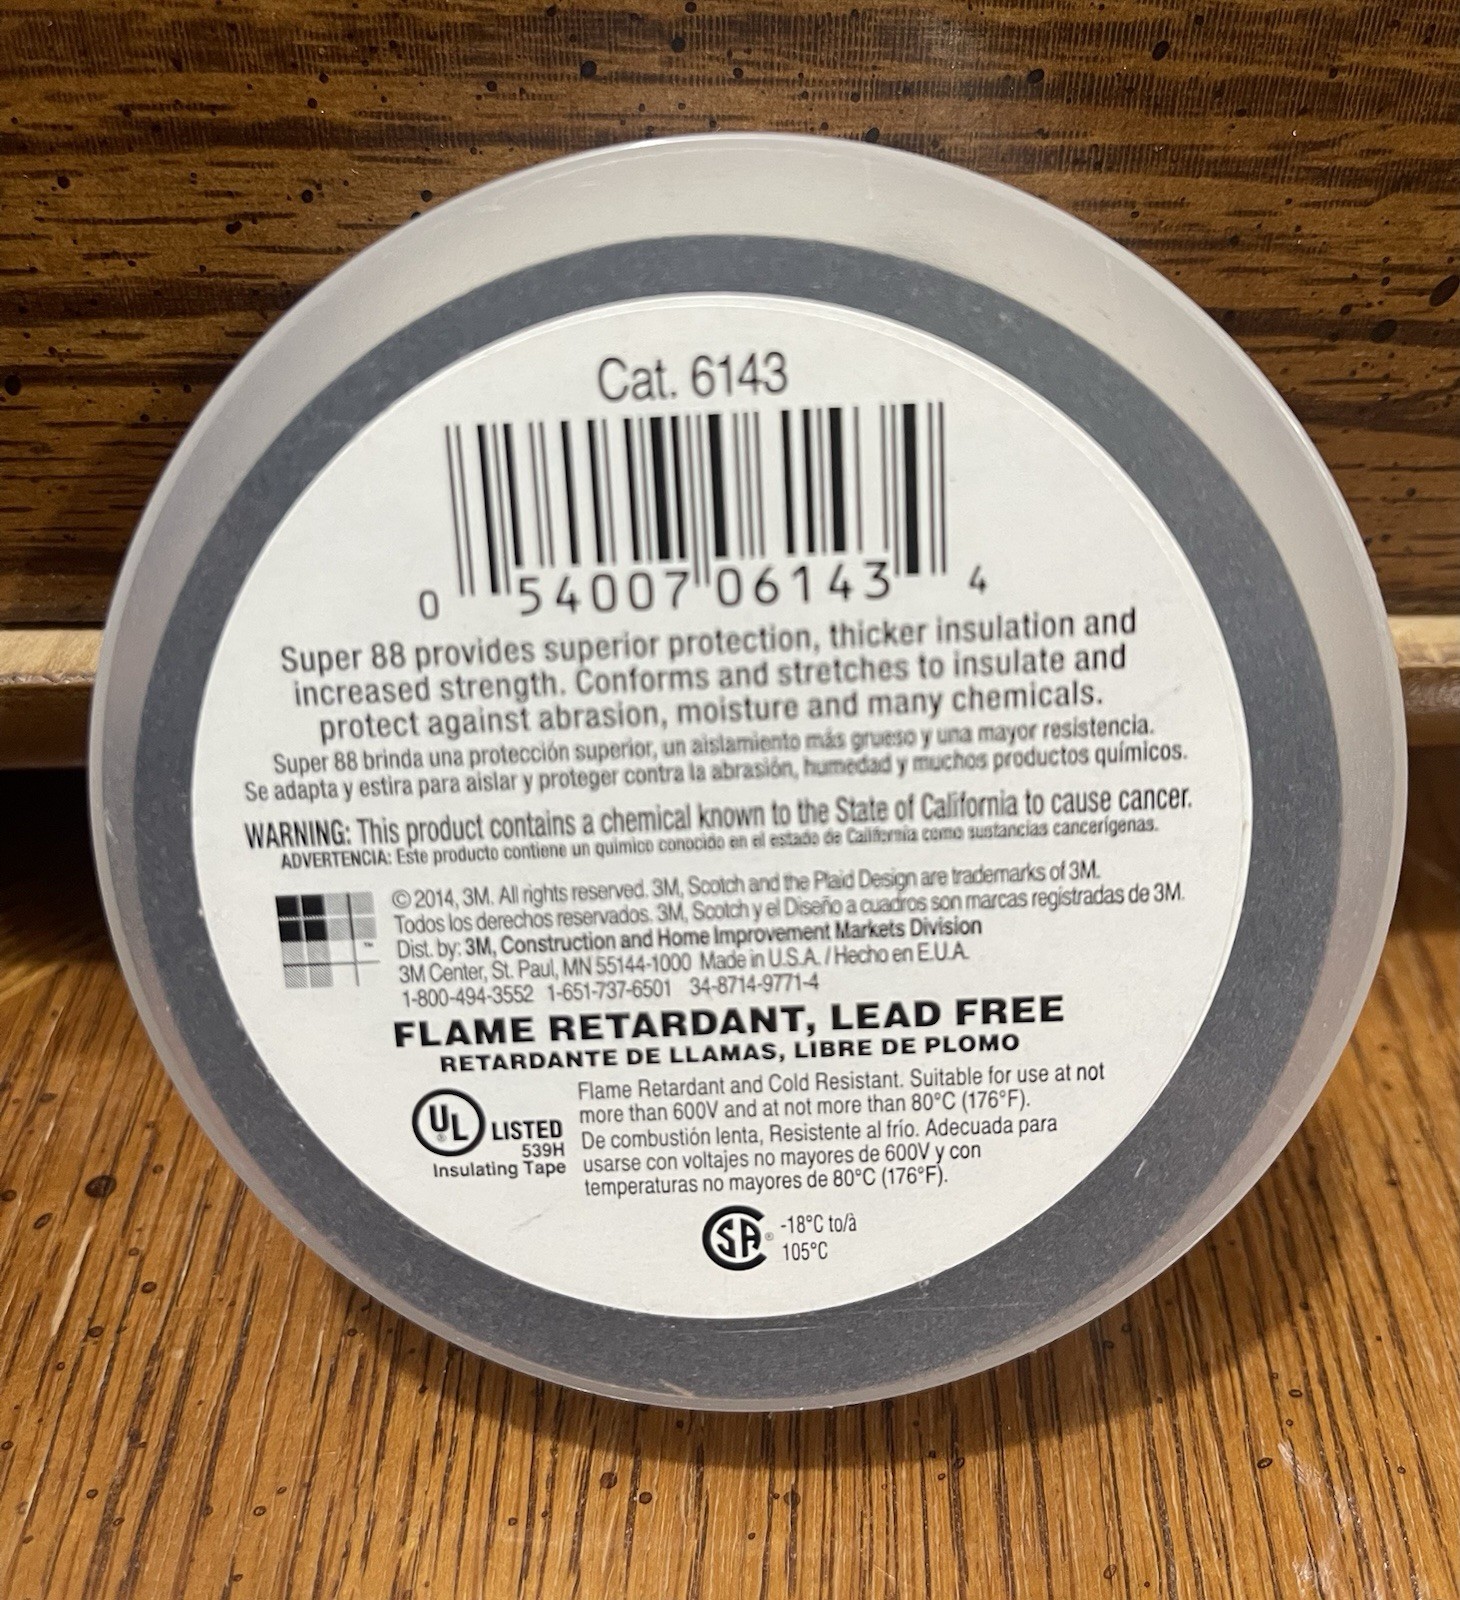 Cat. 6143
0 54007 06143 4
Super 88 provides superior protection, thicker insulation and
increased strength. Conforms and stretches to insulate and
protect against abrasion, moisture and many chemicals.
Super 88 brinda una protección superior, un aislamiento más grueso y una mayor resistencia.
Se adapta y estira para aislar y proteger contra la abrasión, humedad y muchos productos químicos.
WARNING: This product contains a chemical known to the State of California to cause cancer.
ADVERTENCIA: Este producto contiene un químico conocido en el estado de California como sustancias cancerígenas.
© 2014, 3M. All rights reserved. 3M, Scotch and the Plaid Design are trademarks of 3M.
Todos los derechos reservados. 3M, Scotch y el Diseño a cuadros son marcas registradas de 3M.
Dist. by: 3M, Construction and Home Improvement Markets Division
3M Center, St. Paul, MN 55144-1000 Made in U.S.A. / Hecho en E.U.A.
1-800-494-3552 1-651-737-6501 34-8714-9771-4
™
FLAME RETARDANT, LEAD FREE
RETARDANTE DE LLAMAS, LIBRE DE PLOMO
UL® LISTED
539H
Insulating Tape
Flame Retardant and Cold Resistant. Suitable for use at not
more than 600V and at not more than 80°C (176°F).
De combustión lenta, Resistente al frío. Adecuada para
usarse con voltajes no mayores de 600V y con
temperaturas no mayores de 80°C (176°F).
CSA® -18°C to/à
105°C